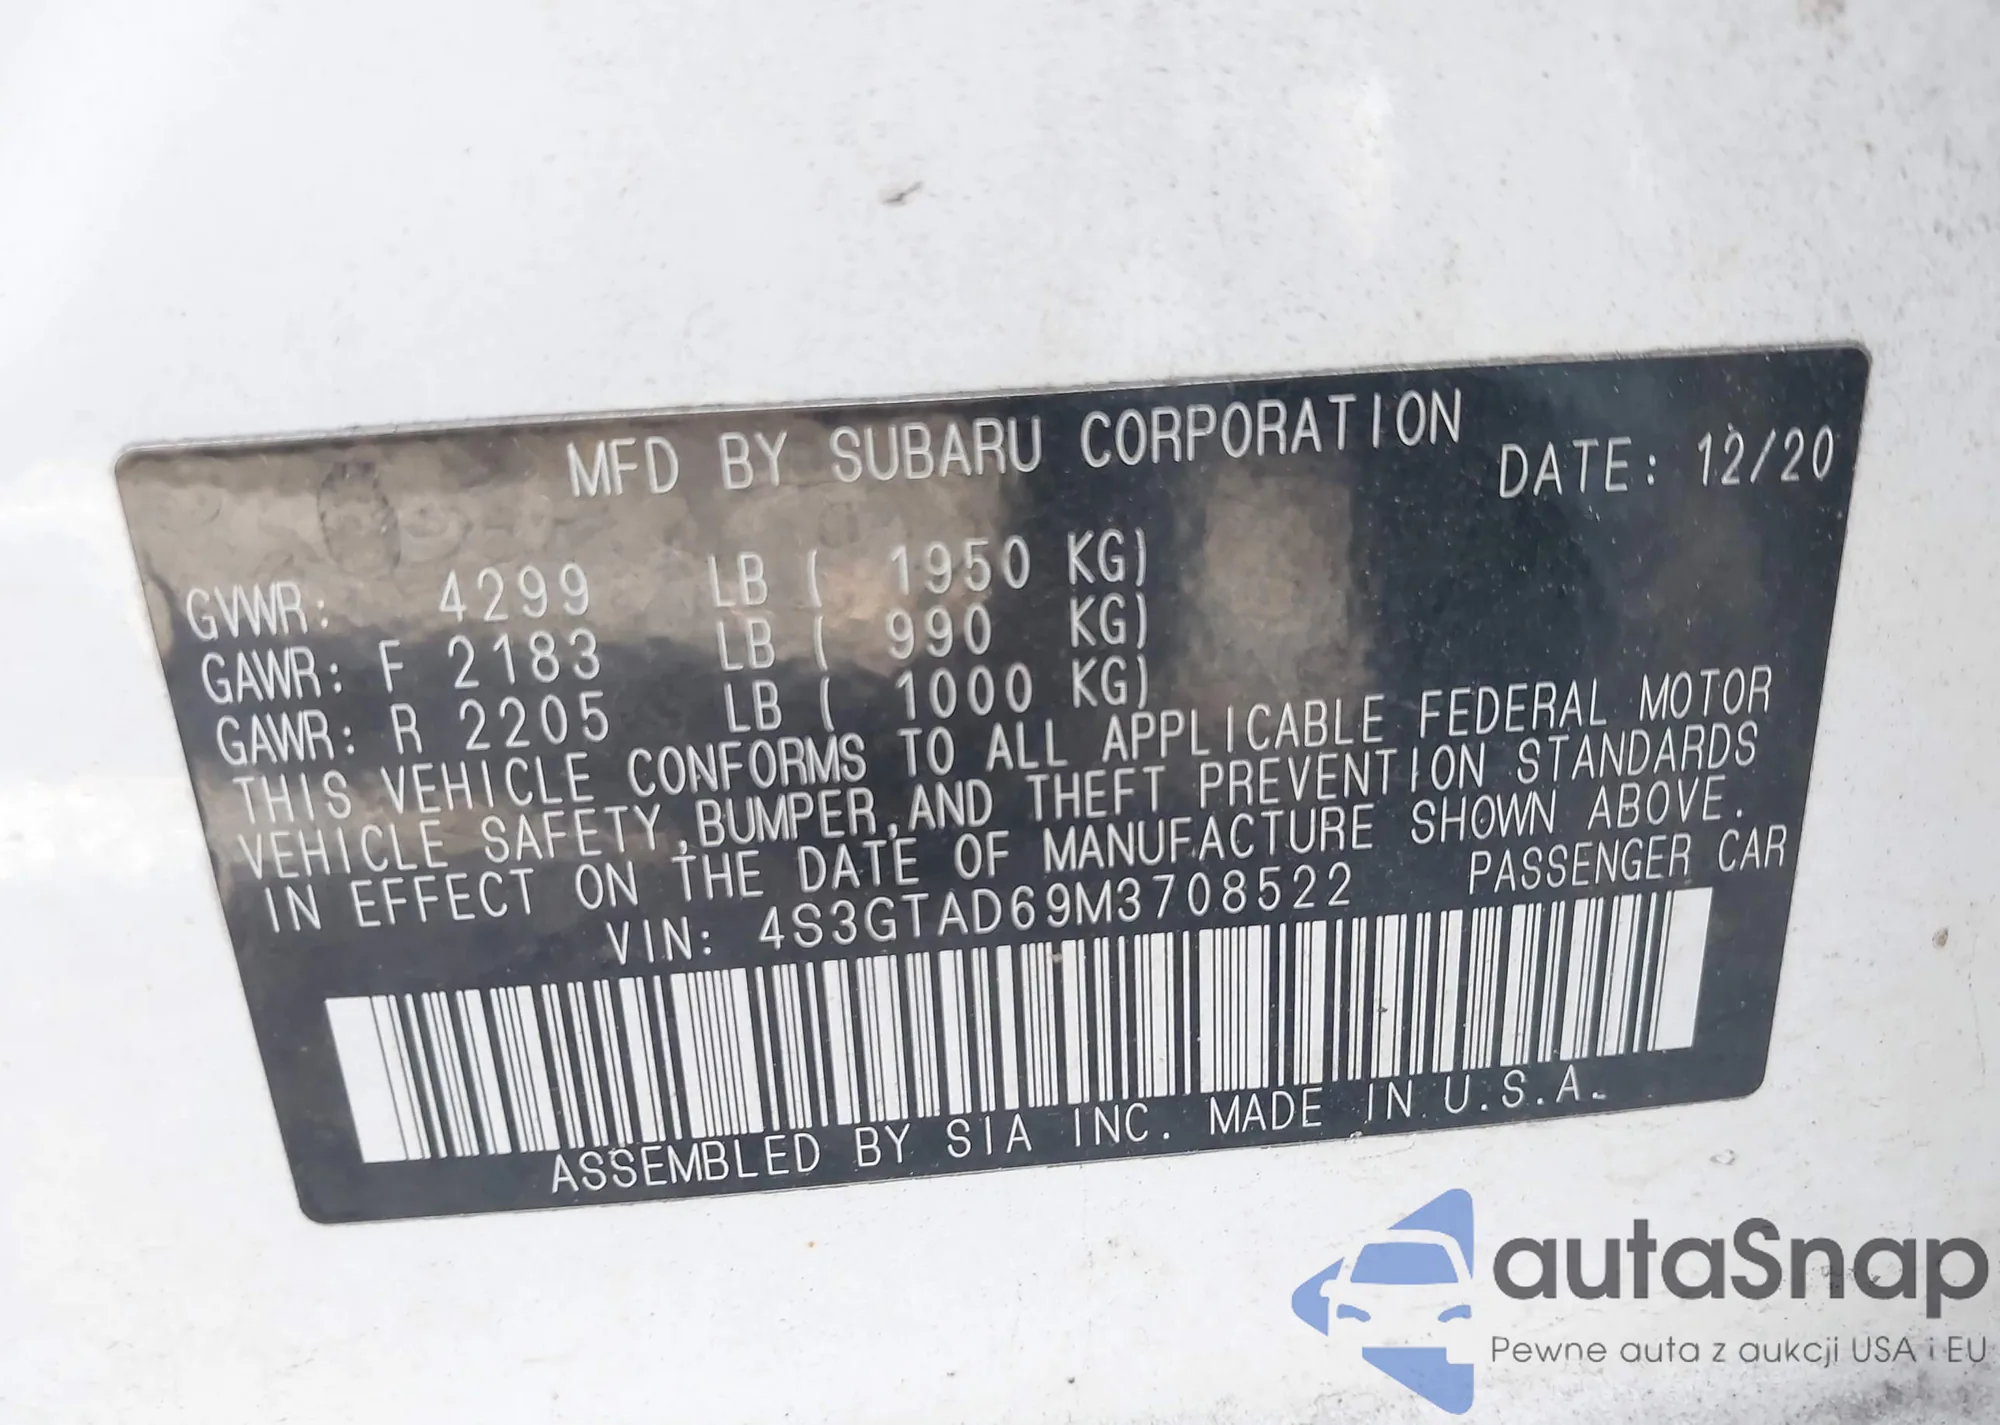 MFD BY SUBARU CORPORATION DATE: 12/20
GVWR: 4299 LB ( 1950 KG)
GAWR: F 2183 LB ( 990 KG)
GAWR: R 2205 LB ( 1000 KG)
THIS VEHICLE CONFORMS TO ALL APPLICABLE FEDERAL MOTOR
VEHICLE SAFETY,BUMPER,AND THEFT PREVENTION STANDARDS
IN EFFECT ON THE DATE OF MANUFACTURE SHOWN ABOVE.
VIN: 4S3GTAD69M3708522 PASSENGER CAR
ASSEMBLED BY SIA INC. MADE IN U.S.A.
autaSnap
Pewne auta z aukcji USA i EU